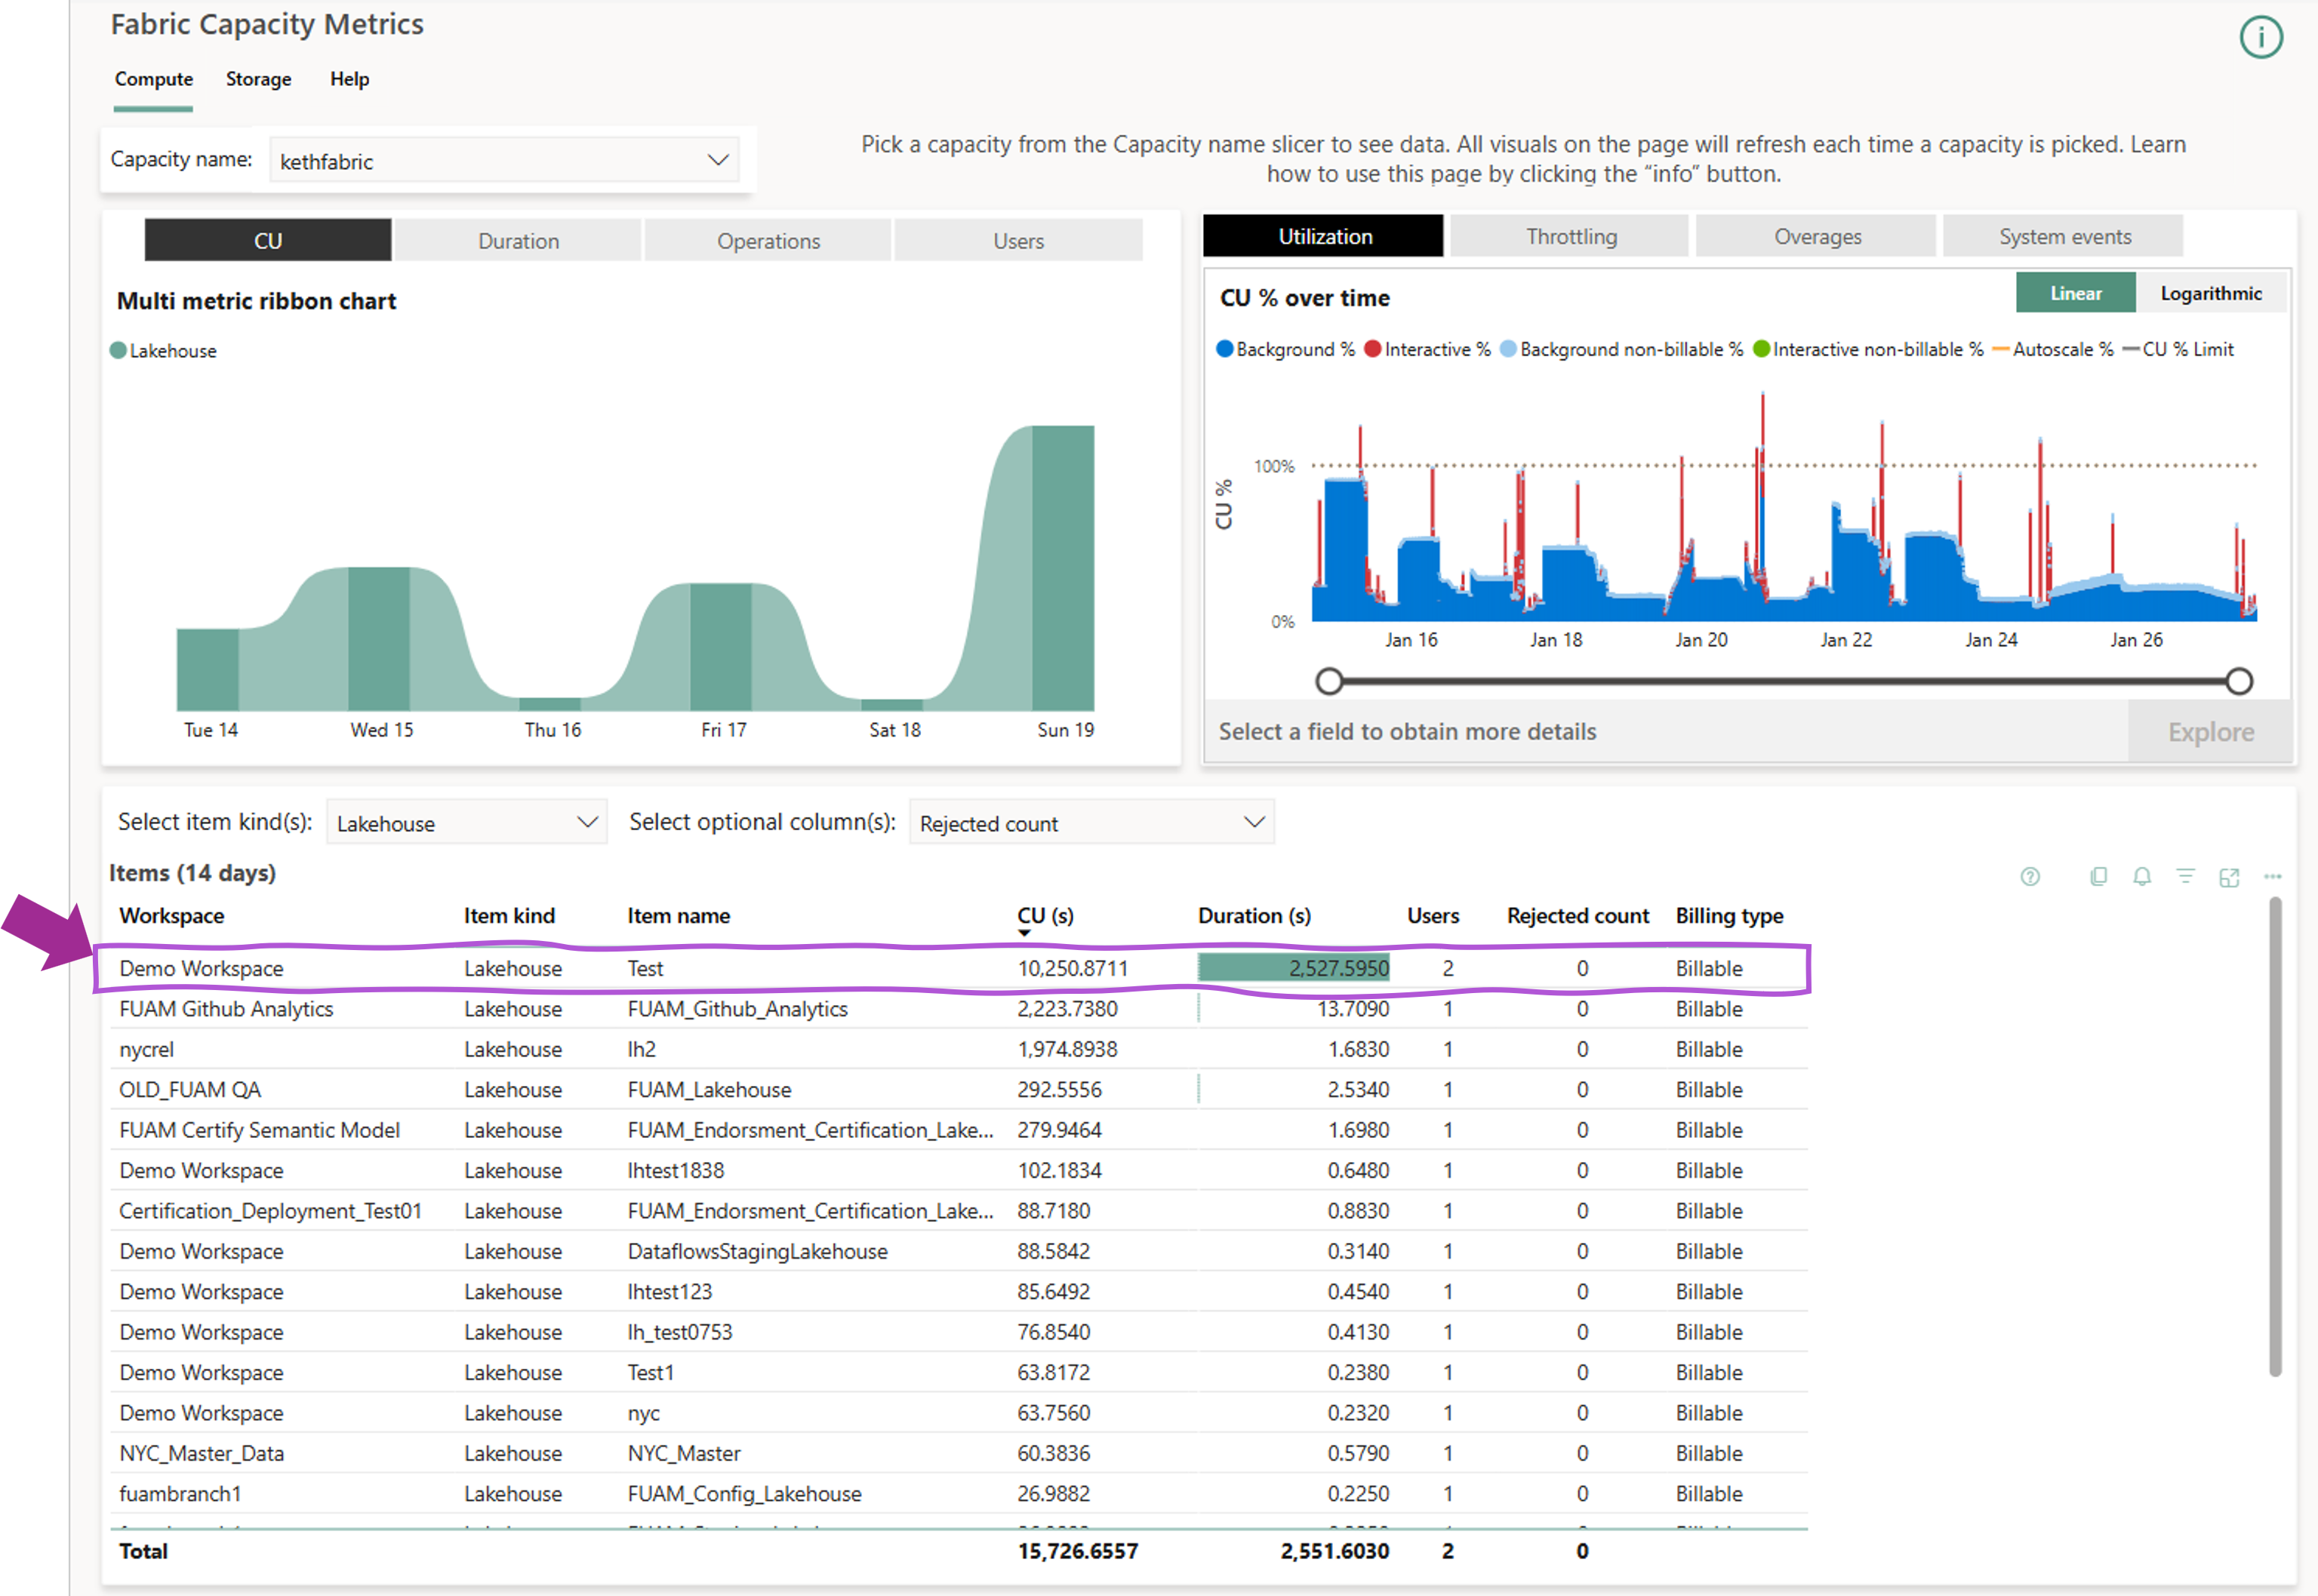 Fabric Capacity Metrics
i
Compute Storage Help
Capacity name: kethfabric
Pick a capacity from the Capacity name slicer to see data. All visuals on the page will refresh each time a capacity is picked. Learn
how to use this page by clicking the “info” button.
CU Duration Operations Users
Multi metric ribbon chart
Lakehouse
Tue 14 Wed 15 Thu 16 Fri 17 Sat 18 Sun 19
Utilization Throttling Overages System events
CU % over time
Linear Logarithmic
Background % Interactive % Background non-billable % Interactive non-billable % Autoscale % CU % Limit
CU %
100%
0%
Jan 16 Jan 18 Jan 20 Jan 22 Jan 24 Jan 26
Select a field to obtain more details
Explore
Select item kind(s): Lakehouse Select optional column(s): Rejected count
Items (14 days)
Workspace Item kind Item name CU (s) Duration (s) Users Rejected count Billing type
Demo Workspace Lakehouse Test 10,250.8711 2,527.5950 2 0 Billable
FUAM Github Analytics Lakehouse FUAM_Github_Analytics 2,223.7380 13.7090 1 0 Billable
nycrel Lakehouse lh2 1,974.8938 1.6830 1 0 Billable
OLD_FUAM QA Lakehouse FUAM_Lakehouse 292.5556 2.5340 1 0 Billable
FUAM Certify Semantic Model Lakehouse FUAM_Endorsment_Certification_Lake... 279.9464 1.6980 1 0 Billable
Demo Workspace Lakehouse lhtest1838 102.1834 0.6480 1 0 Billable
Certification_Deployment_Test01 Lakehouse FUAM_Endorsment_Certification_Lake... 88.7180 0.8830 1 0 Billable
Demo Workspace Lakehouse DataflowsStagingLakehouse 88.5842 0.3140 1 0 Billable
Demo Workspace Lakehouse lhtest123 85.6492 0.4540 1 0 Billable
Demo Workspace Lakehouse lh_test0753 76.8540 0.4130 1 0 Billable
Demo Workspace Lakehouse Test1 63.8172 0.2380 1 0 Billable
Demo Workspace Lakehouse nyc 63.7560 0.2320 1 0 Billable
NYC_Master_Data Lakehouse NYC_Master 60.3836 0.5790 1 0 Billable
fuambranch1 Lakehouse FUAM_Config_Lakehouse 26.9882 0.2250 1 0 Billable
Total 15,726.6557 2,551.6030 2 0